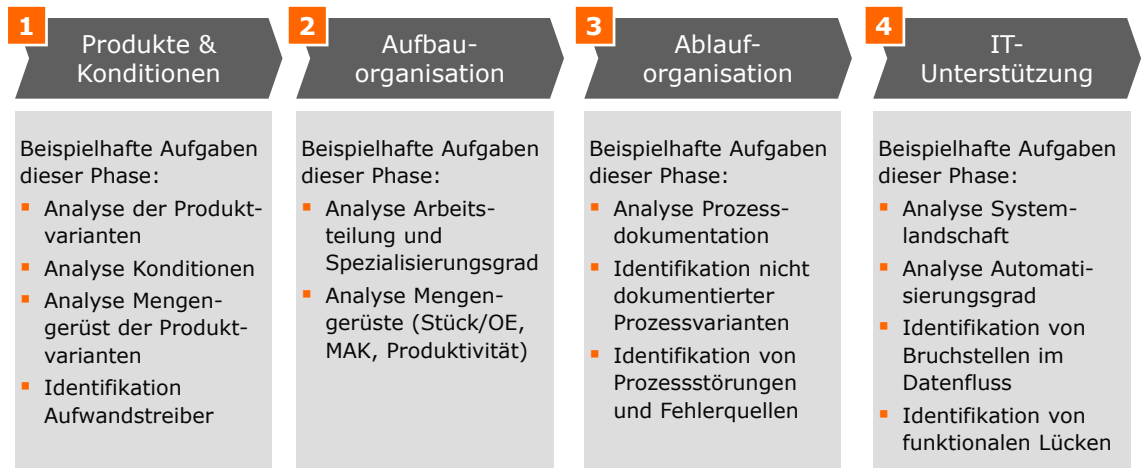 1
Produkte &
Konditionen
Beispielhafte Aufgaben
dieser Phase:
Analyse der Produkt-
varianten
Analyse Konditionen
Analyse Mengen-
gerüst der Produkt-
varianten
Identifikation
Aufwandstreiber
2
Aufbau-
organisation
Beispielhafte Aufgaben
dieser Phase:
Analyse Arbeits-
teilung und
Spezialisierungsgrad
Analyse Mengen-
gerüste (Stück/OE,
MAK, Produktivität)
3
Ablauf-
organisation
Beispielhafte Aufgaben
dieser Phase:
Analyse Prozess-
dokumentation
Identifikation nicht
dokumentierter
Prozessvarianten
Identifikation von
Prozessstörungen
und Fehlerquellen
4
IT-
Unterstützung
Beispielhafte Aufgaben
dieser Phase:
Analyse System-
landschaft
Analyse Automati-
sierungsgrad
Identifikation von
Bruchstellen im
Datenfluss
Identifikation von
funktionalen Lücken